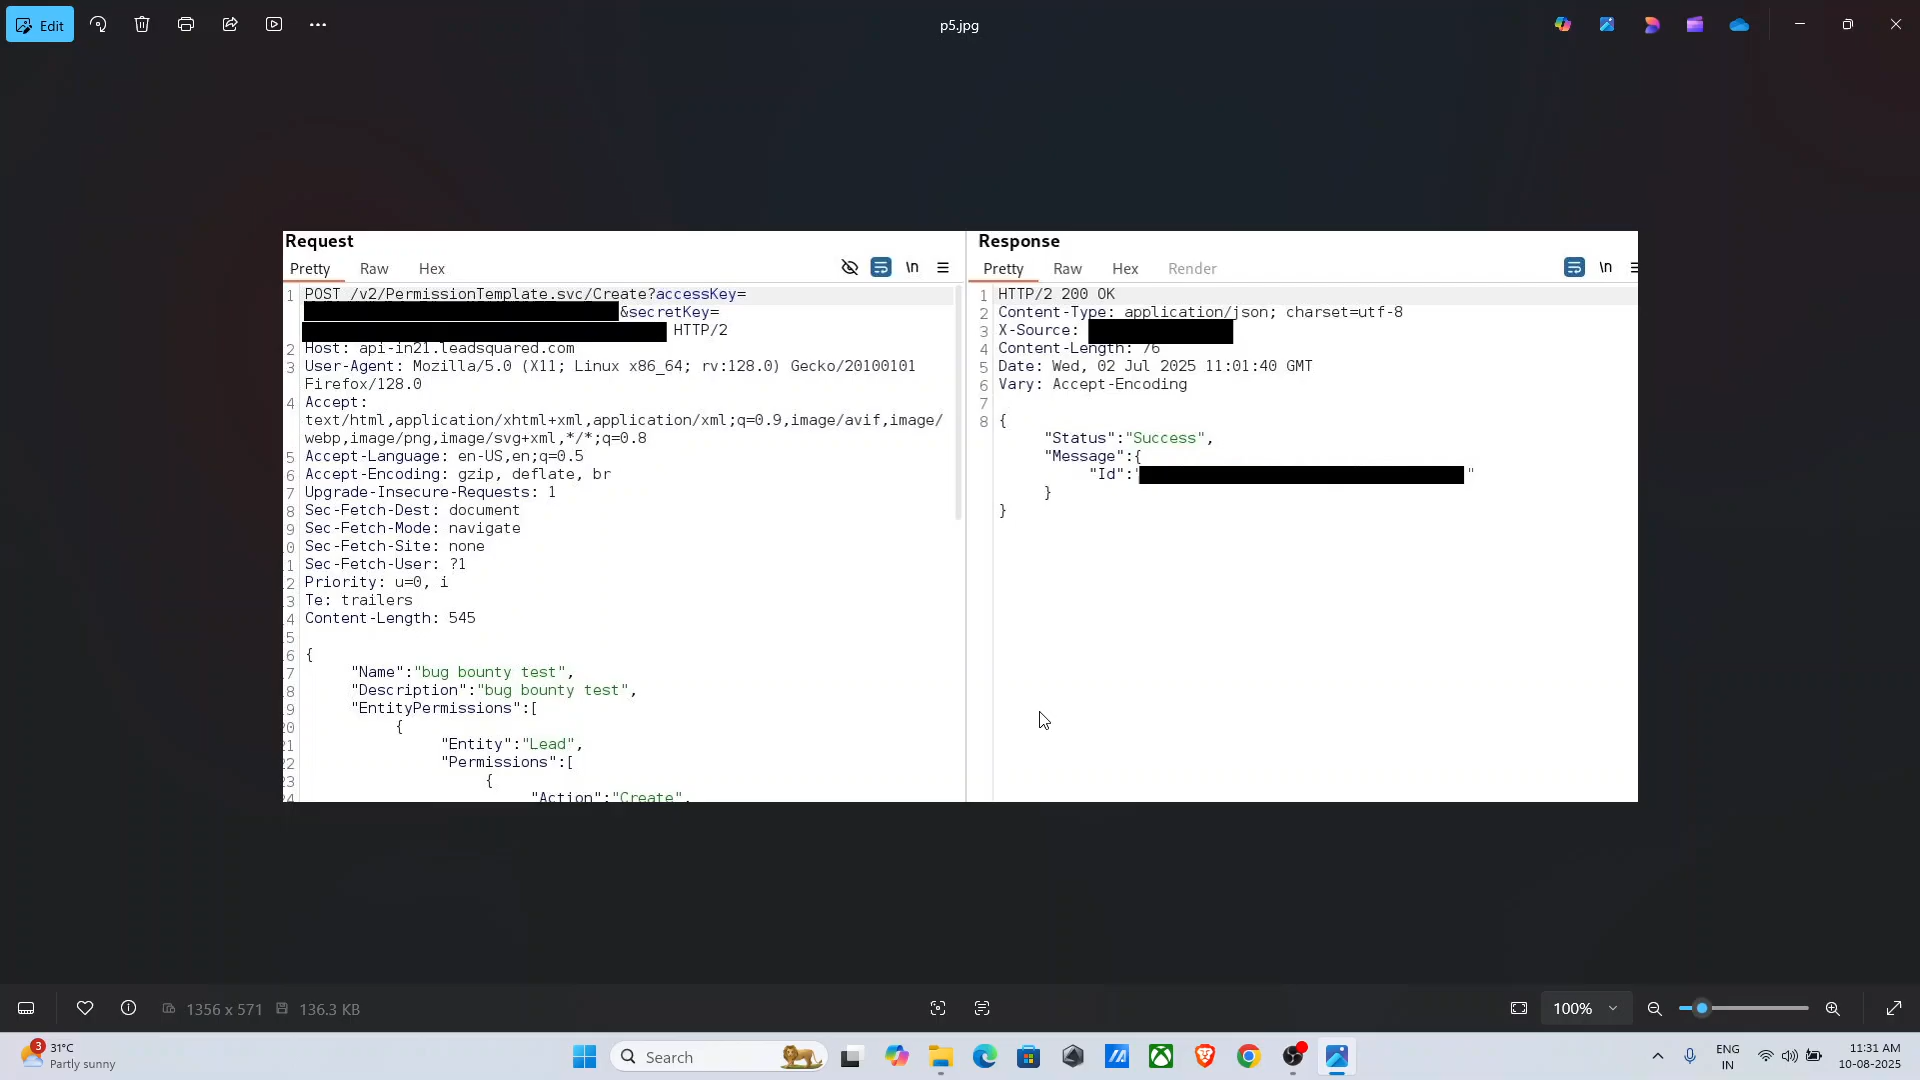 Edit
p5.jpg
Request
Pretty Raw Hex
\n
1 POST /v2/PermissionTemplate.svc/Create?accessKey=
&secretKey=
HTTP/2
2 Host: api-in21.leadsquared.com
3 User-Agent: Mozilla/5.0 (X11; Linux x86_64; rv:128.0) Gecko/20100101
Firefox/128.0
4 Accept:
text/html,application/xhtml+xml,application/xml;q=0.9,image/avif,image/
webp,image/png,image/svg+xml,*/*;q=0.8
5 Accept-Language: en-US,en;q=0.5
6 Accept-Encoding: gzip, deflate, br
7 Upgrade-Insecure-Requests: 1
8 Sec-Fetch-Dest: document
9 Sec-Fetch-Mode: navigate
0 Sec-Fetch-Site: none
1 Sec-Fetch-User: ?1
2 Priority: u=0, i
3 Te: trailers
4 Content-Length: 545
5
6 {
7 "Name":"bug bounty test",
8 "Description":"bug bounty test",
9 "EntityPermissions":[
20 {
21 "Entity":"Lead",
22 "Permissions":[
23 {
24 "Action":"Create",
Response
Pretty Raw Hex Render
\n
1 HTTP/2 200 OK
2 Content-Type: application/json; charset=utf-8
3 X-Source:
4 Content-Length: 76
5 Date: Wed, 02 Jul 2025 11:01:40 GMT
6 Vary: Accept-Encoding
7
8 {
"Status":"Success",
"Message":{
"Id":" "
}
}
1356 x 571 136.3 KB
100%
3
31°C
Partly sunny
Search
ENG
IN
11:31 AM
10-08-2025